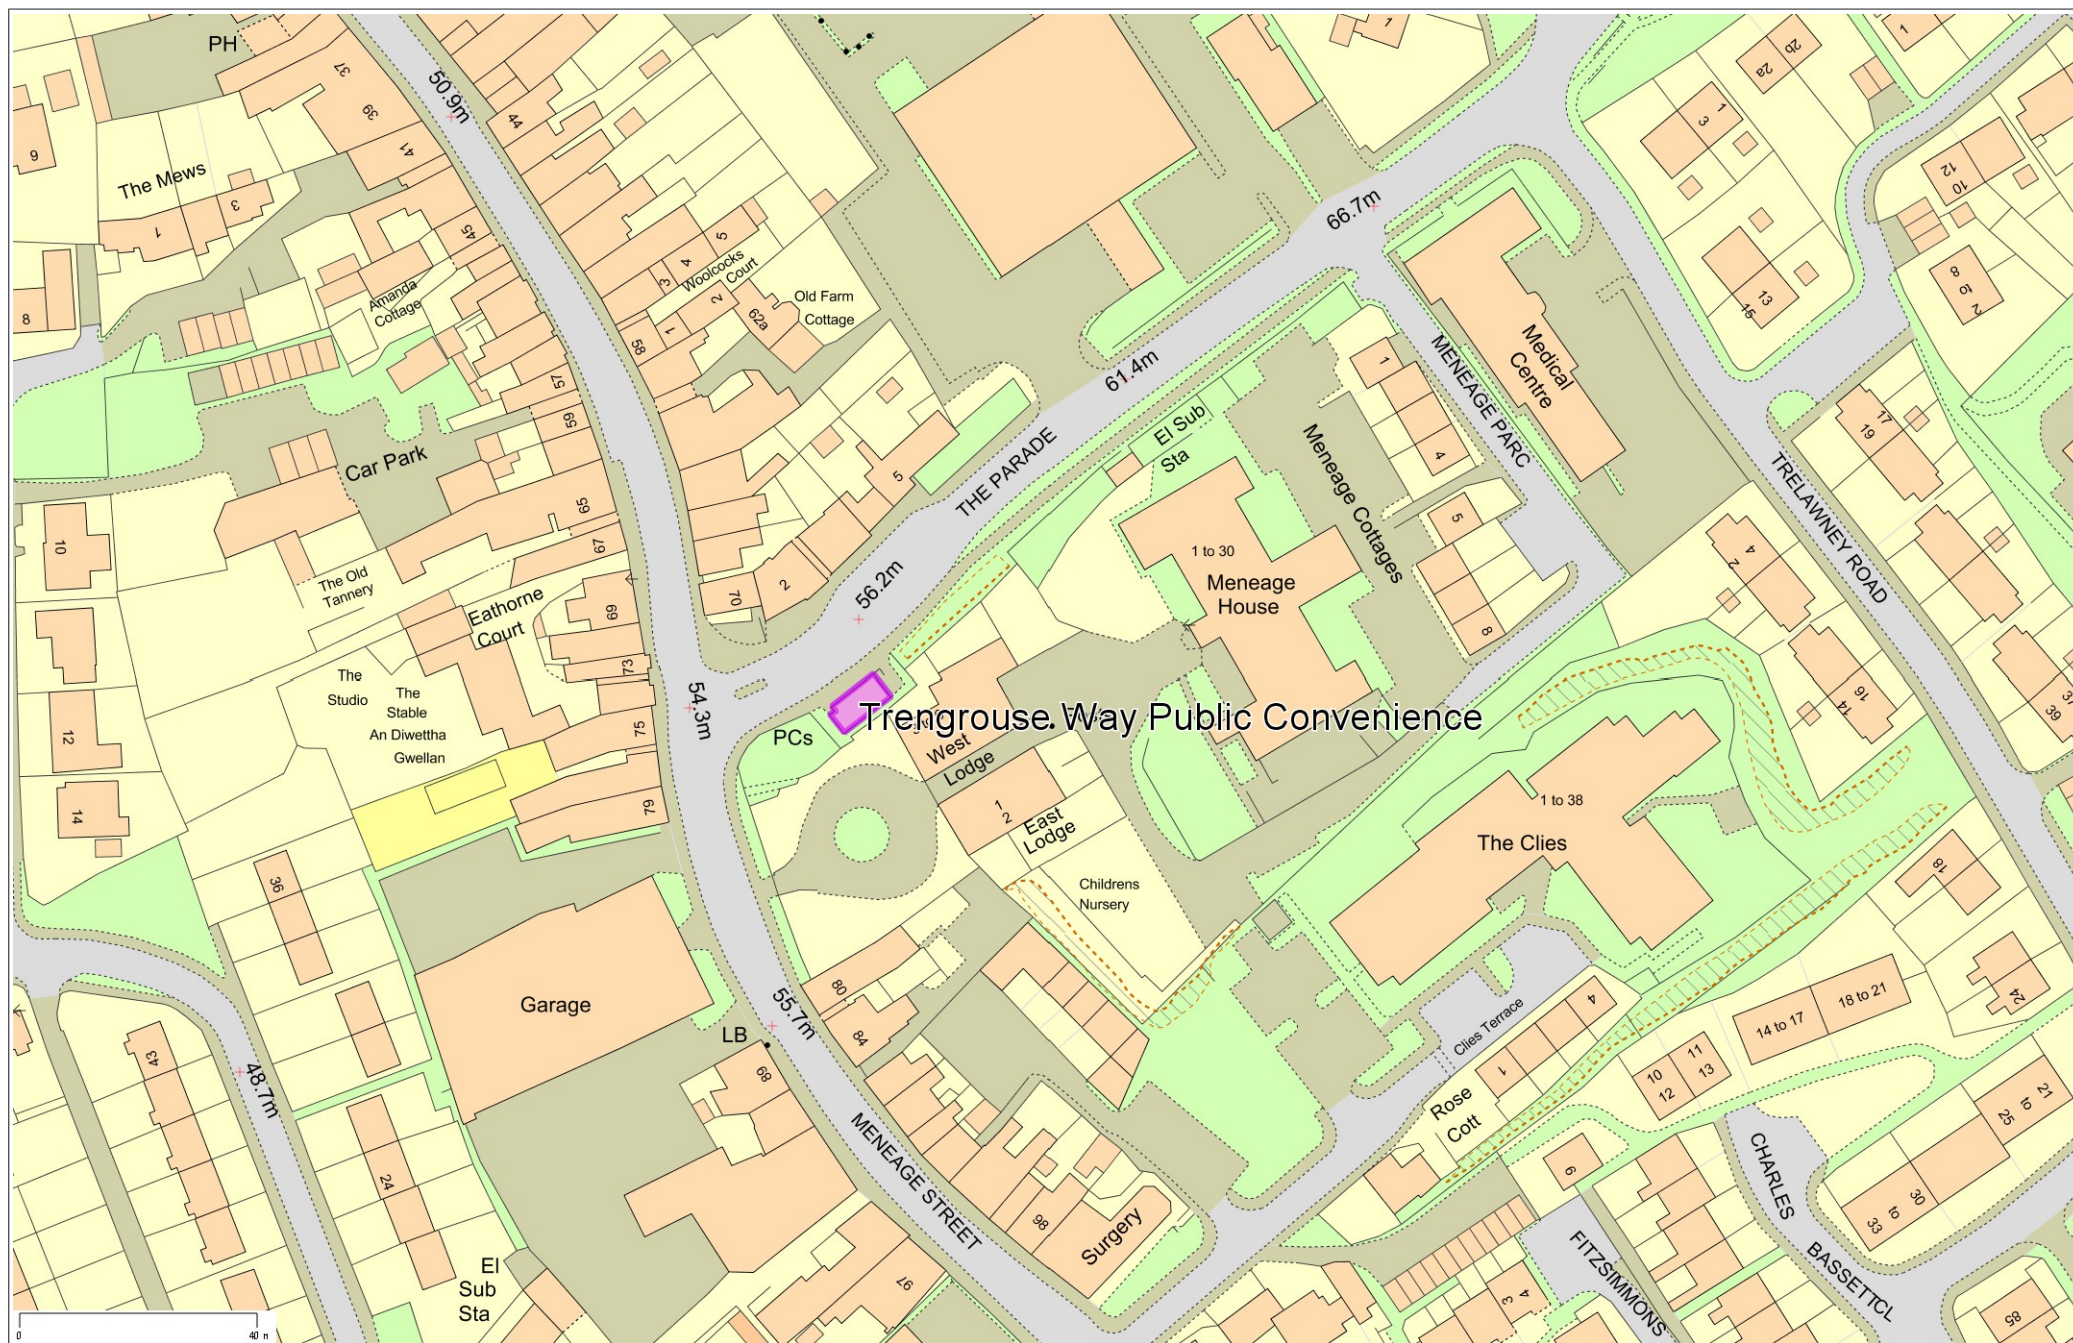 PH
37
50.9m
39
44
41
1
2b
2a
1
1
3
9
The Mews
3
1
45
12
10
66.7m
5
4
3
Woolcocks
Court
2
1
62a
Old Farm
Cottage
58
Amanda
Cottage
8
13
15
8
to
2
57
59
61.4m
1
4
MENEAGE PARC
Medical
Centre
17
19
Car Park
El Sub
Sta
THE PARADE
5
Meneage Cottages
5
8
TRELAWNEY ROAD
65
67
10
The Old
Tannery
Eathorne
Court
69
70
2
56.2m
1 to 30
Meneage
House
4
2
73
75
The
Studio
The
Stable
An Diwettha
Gwellan
54.3m
PCs
Trengrouse Way Public Convenience
West
Lodge
16
14
37
39
12
14
79
1
2
East
Lodge
1 to 38
The Clies
36
Childrens
Nursery
18
Garage
80
84
55.7m
LB
89
4
Clies Terrace
1
Rose
Cott
14 to 17
18 to 21
24
10
12
11
13
43
48.7m
24
MENEAGE STREET
98
Surgery
97
6
CHARLES
BASSETTCL
FITZSIMMONS
21
to
25
30
to
33
3
4
85
El
Sub
Sta
0
40 m